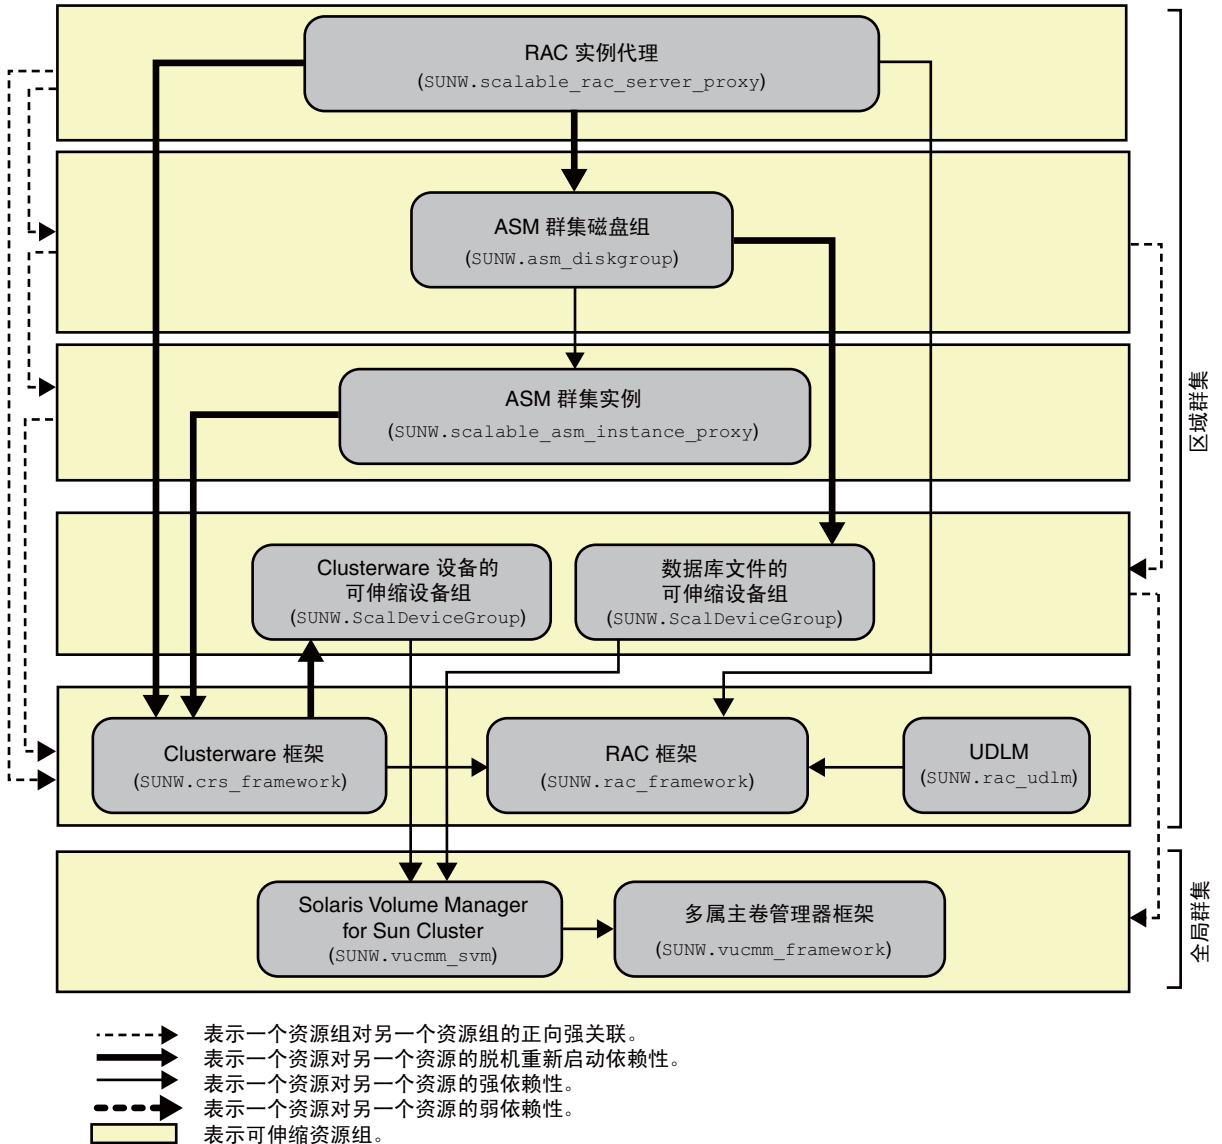 RAC 实例代理
(SUNW.scalable_rac_server_proxy)
ASM 群集磁盘组
(SUNW.asm_diskgroup)
ASM 群集实例
(SUNW.scalable_asm_instance_proxy)
区域群集
Clusterware 设备的
可伸缩设备组
(SUNW.ScalDeviceGroup)
数据库文件的
可伸缩设备组
(SUNW.ScalDeviceGroup)
Clusterware 框架
(SUNW.crs_framework)
RAC 框架
(SUNW.rac_framework)
UDLM
(SUNW.rac_udlm)
Solaris Volume Manager
for Sun Cluster
(SUNW.vucmm_svm)
多属主卷管理器框架
(SUNW.vucmm_framework)
全局群集
表示一个资源组对另一个资源组的正向强关联。
表示一个资源对另一个资源的脱机重新启动依赖性。
表示一个资源对另一个资源的强依赖性。
表示一个资源对另一个资源的弱依赖性。
表示可伸缩资源组。